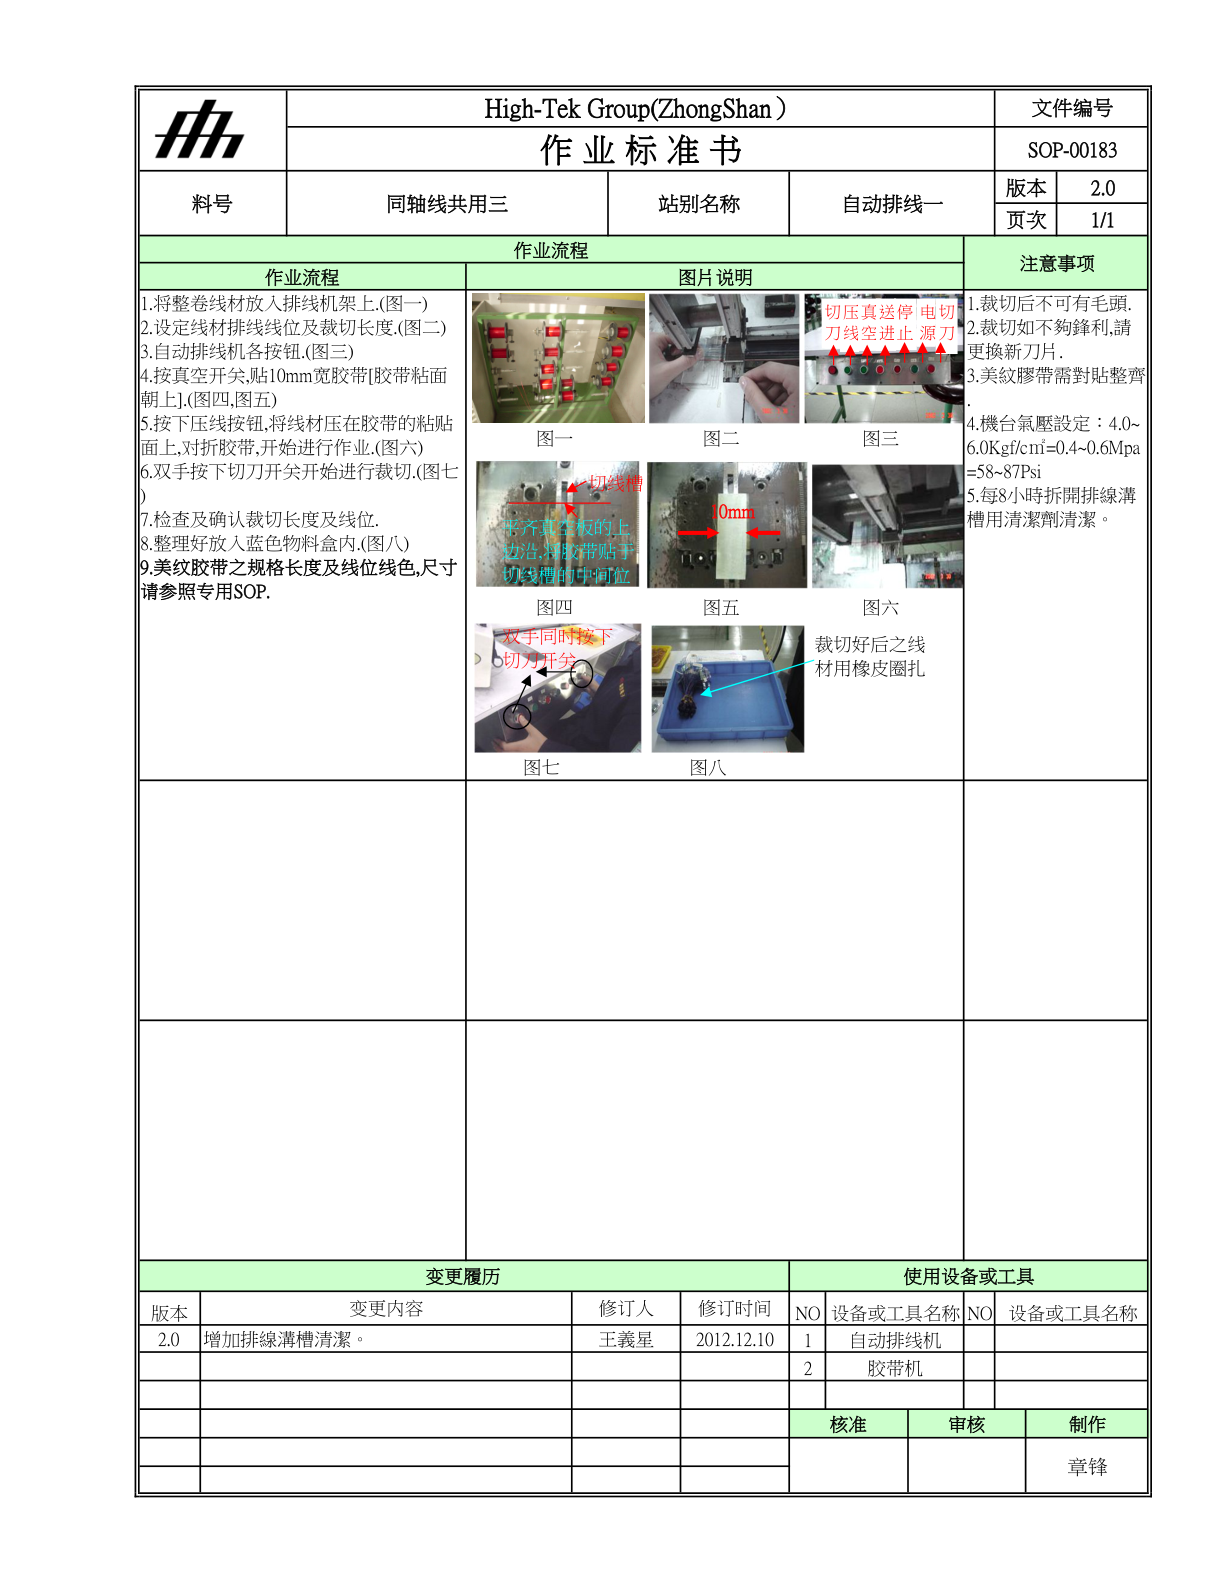 High-Tek Group(ZhongShan）
文件编号
作 业 标 准 书
SOP-00183
料号
同轴线共用三
站别名称
自动排线一
版本
2.0
页次
1/1
作业流程
注意事项
作业流程
图片说明
1.将整卷线材放入排线机架上.(图一)
2.设定线材排线线位及裁切长度.(图二)
3.自动排线机各按钮.(图三)
4.按真空开关,贴10mm宽胶带[胶带粘面
朝上].(图四,图五)
5.按下压线按钮,将线材压在胶带的粘贴
面上,对折胶带,开始进行作业.(图六)
6.双手按下切刀开关开始进行裁切.(图七
)
7.检查及确认裁切长度及线位.
8.整理好放入蓝色物料盒内.(图八)
9.美纹胶带之规格长度及线位线色,尺寸
请参照专用SOP.
切压真送停 电切
刀线空进止 源刀
图一
图二
图三
切线槽
平齐真空板的上
边沿.将胶带贴于
切线槽的中间位
10mm
图四
图五
图六
双手同时按下
切刀开关
裁切好后之线
材用橡皮圈扎
图七
图八
1.裁切后不可有毛頭.
2.裁切如不夠鋒利,請
更換新刀片.
3.美紋膠帶需對貼整齊
.
4.機台氣壓設定：4.0~
6.0Kgf/c㎡=0.4~0.6Mpa
=58~87Psi
5.每8小時拆開排線溝
槽用清潔劑清潔。
变更履历
使用设备或工具
版本
变更内容
修订人
修订时间
NO
设备或工具名称
NO
设备或工具名称
2.0
增加排線溝槽清潔。
王義星
2012.12.10
1
自动排线机
2
胶带机
核准
审核
制作
章锋